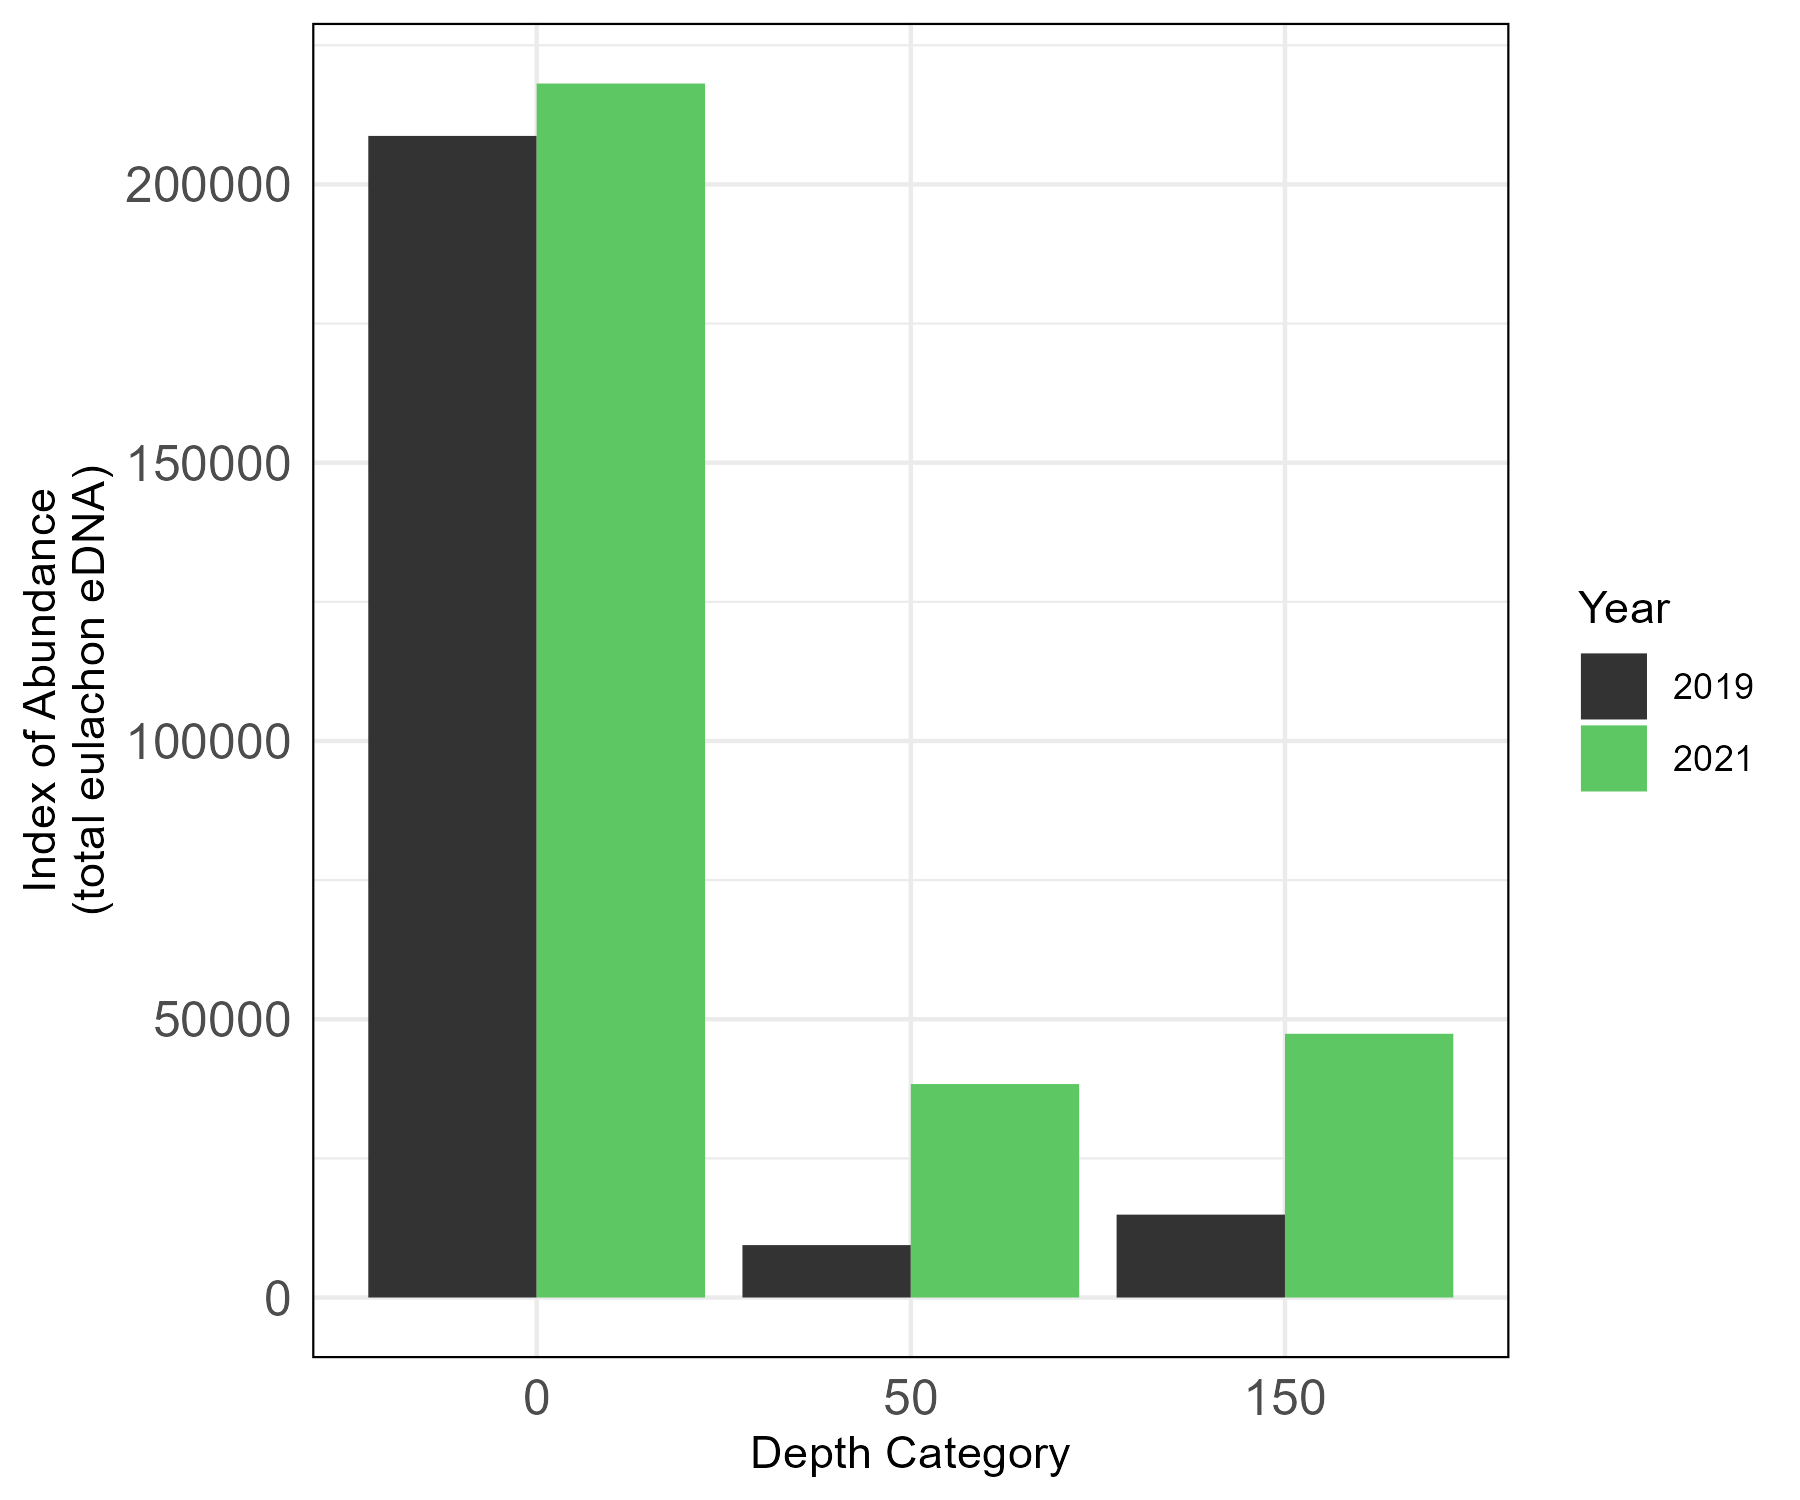 Index of Abundance
(total eulachon eDNA)
200000
150000
100000
50000
0
0 50 150
Depth Category
Year
2019
2021